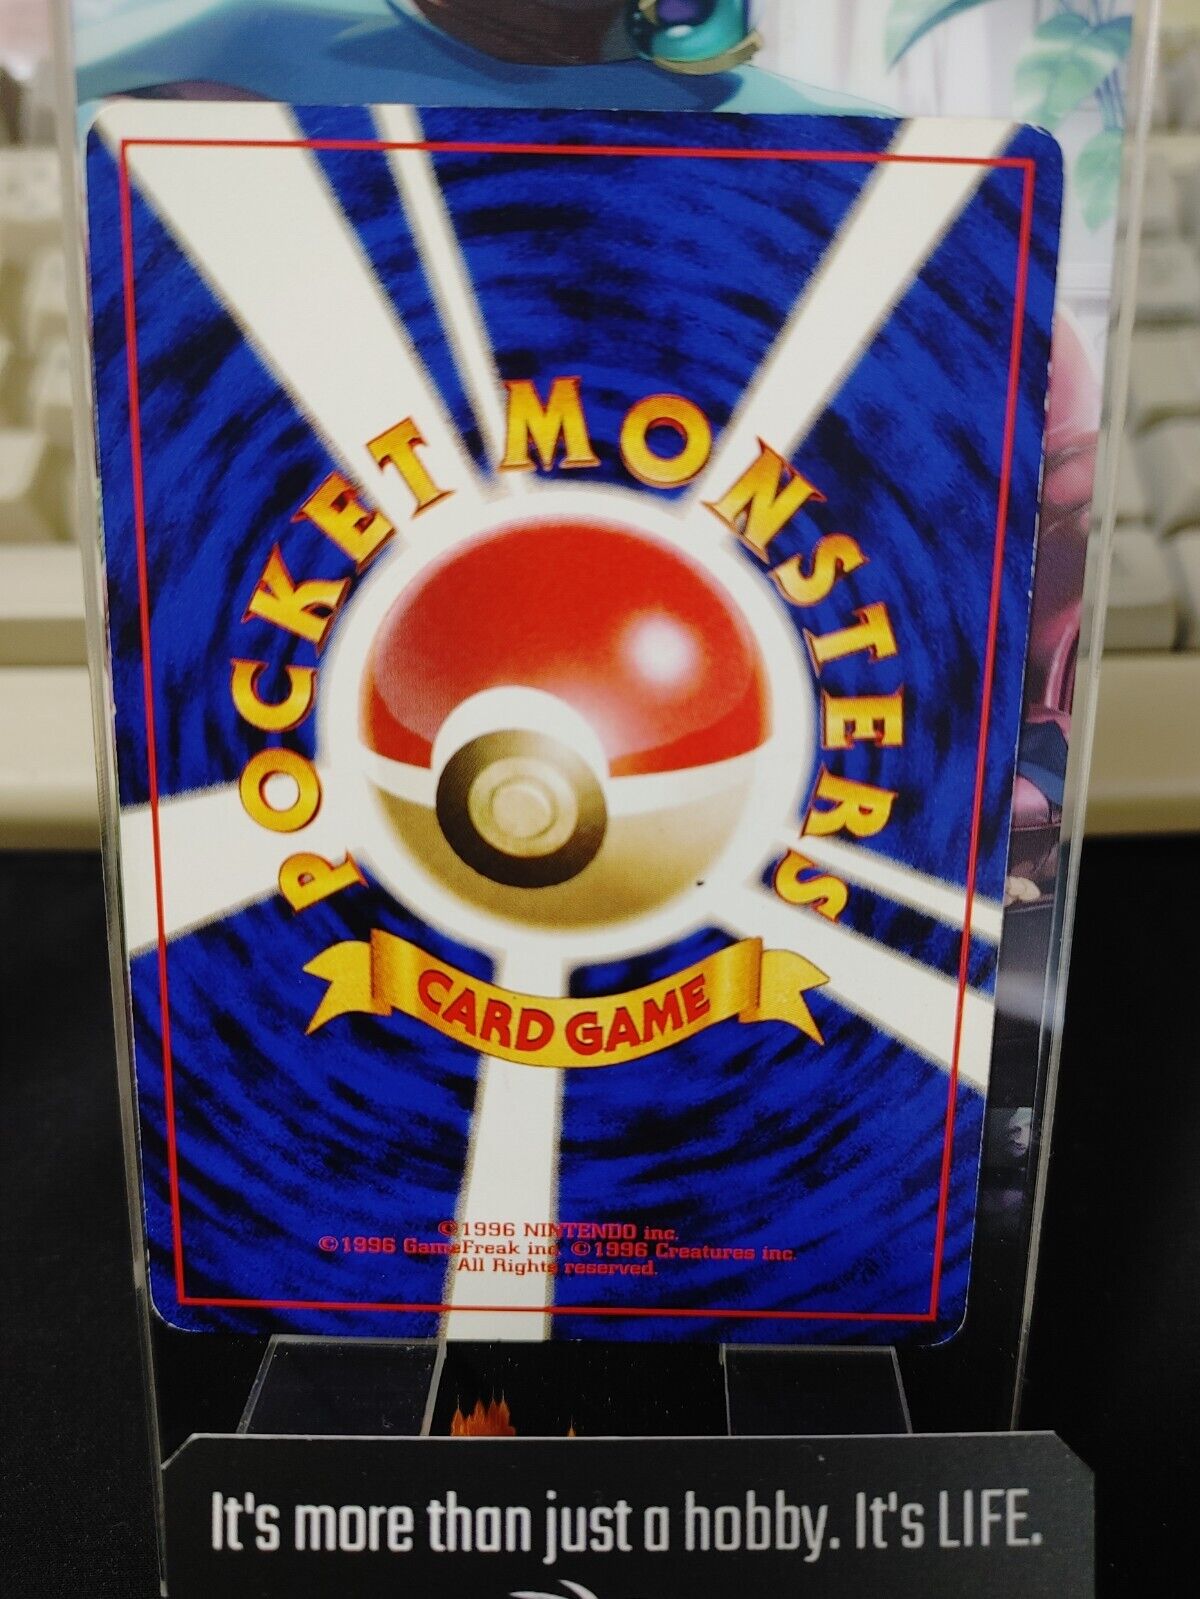 POCKET MONSTERS
CARD GAME
©1996 NINTENDO inc.
©1996 GameFreak inc. ©1996 Creatures inc.
All Rights reserved.
It's more than just a hobby. It's LIFE.